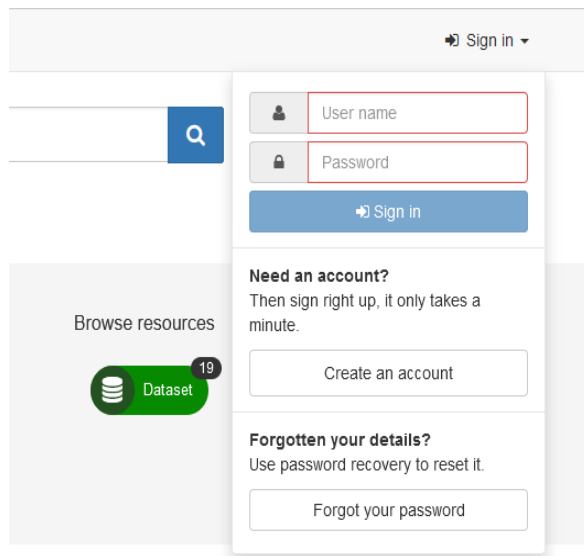 Sign in
User name
Password
Sign in
Need an account?
Then sign right up, it only takes a
minute.
Browse resources
Create an account
19
Dataset
Forgotten your details?
Use password recovery to reset it.
Forgot your password